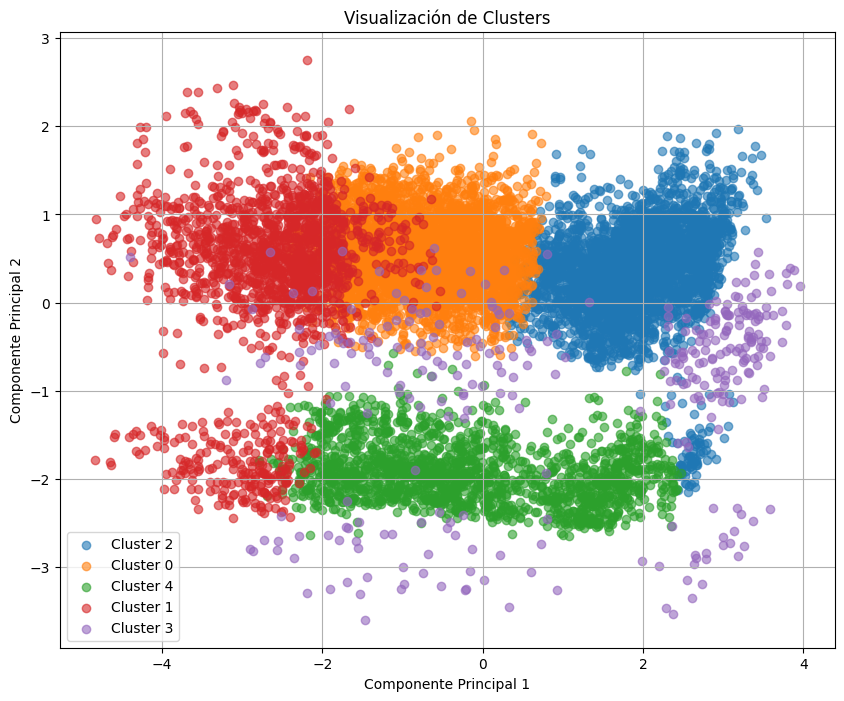 Visualización de Clusters
3
2
1
0
−1
−2
−3
Componente Principal 2
Cluster 2
Cluster 0
Cluster 4
Cluster 1
Cluster 3
−4 −2 0 2 4
Componente Principal 1